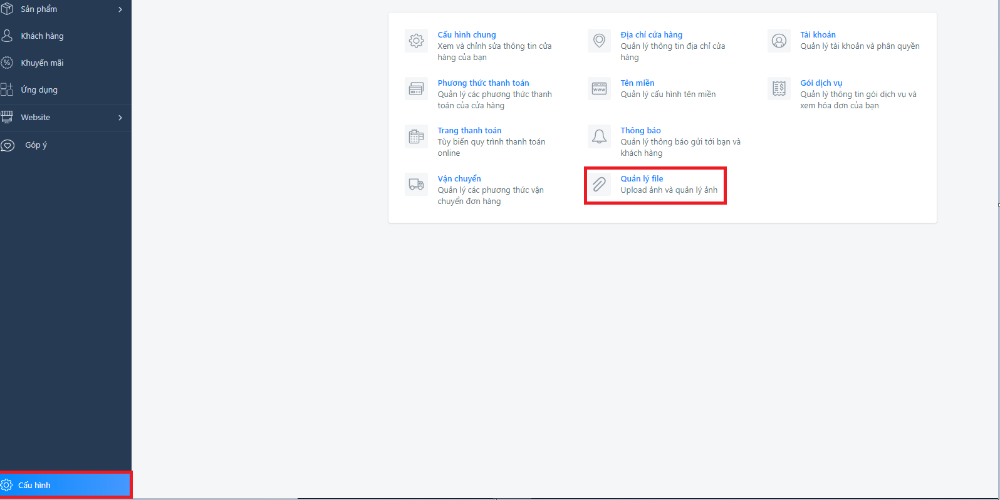 Sản phẩm
Khách hàng
Khuyến mãi
Ứng dụng
Website
Góp ý
Cấu hình
Cấu hình chung
Xem và chỉnh sửa thông tin cửa
hàng của bạn
Địa chỉ cửa hàng
Quản lý thông tin địa chỉ cửa
hàng
Tài khoản
Quản lý tài khoản và phân quyền
Phương thức thanh toán
Quản lý các phương thức thanh
toán của cửa hàng
WWW
Tên miền
Quản lý cấu hình tên miền
$
Gói dịch vụ
Quản lý thông tin gói dịch vụ và
xem hóa đơn của bạn
Trang thanh toán
Tùy biến quy trình thanh toán
online
Thông báo
Quản lý thông báo gửi tới bạn và
khách hàng
Vận chuyển
Quản lý các phương thức vận
chuyển đơn hàng
Quản lý file
Upload ảnh và quản lý ảnh